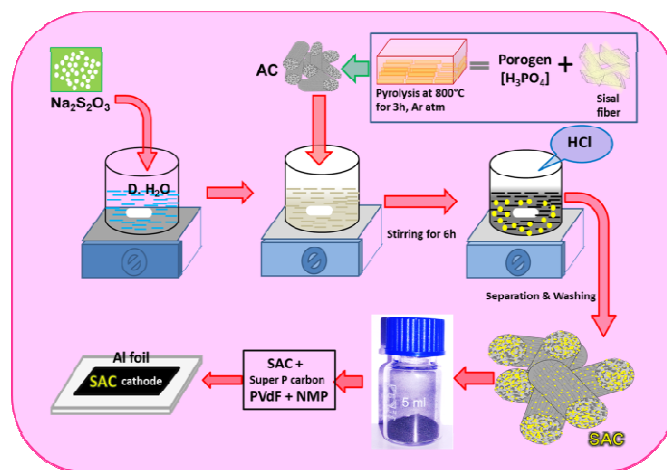 Na2S2O3
D. H2O
AC
Pyrolysis at 800°C
for 3h, Ar atm
=
Porogen
[H3PO4]
+
Sisal
fiber
Stirring for 6h
HCl
Separation & Washing
SAC
5 ml
SAC +
Super P carbon
PVdF + NMP
Al foil
SAC cathode